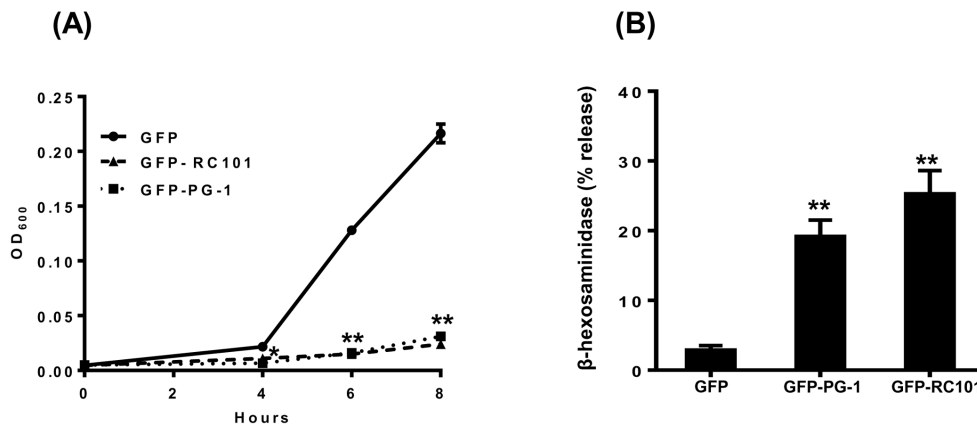 (A)
0.25
0.20
0.15
0.10
0.05
0.00
OD600
GFP
GFP- RC101
GFP-PG-1
*
**
**
0 2 4 6 8
Hours
(B)
40
30
20
10
0
β-hexosaminidase (% release)
**
**
GFP GFP-PG-1 GFP-RC101